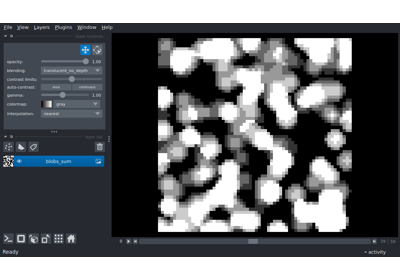 File View Layers Plugins Window Help
layer controls
opacity: 1.00
blending: translucent_no_depth
contrast limits:
auto-contrast: once continuous
gamma: 1.00
colormap: gray
interpolation: nearest
layer list
blobs_sum
Ready
activity